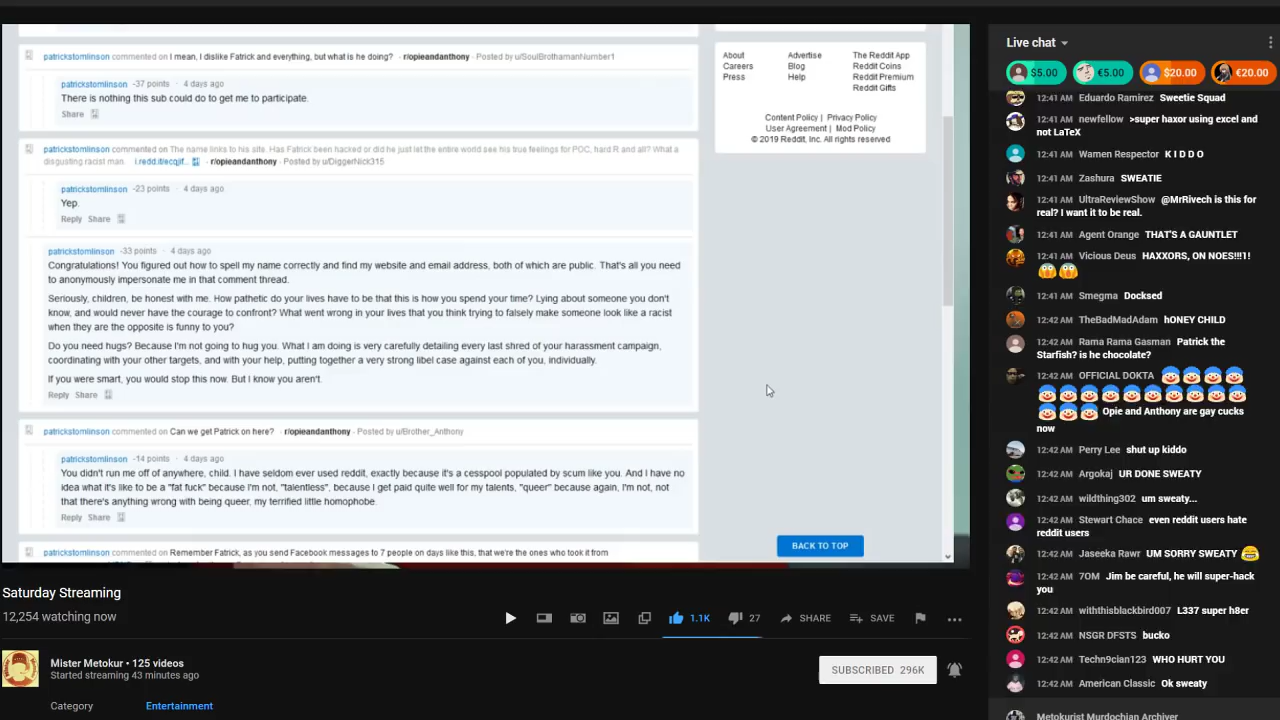 patrickstomlinson commented on I mean, I dislike Fatrick and everything, but what is he doing? · r/opieandanthony · Posted by u/SoulBrothamanNumber1
patrickstomlinson -37 points · 4 days ago
There is nothing this sub could do to get me to participate.
Share
patrickstomlinson commented on The name links to his site. Has Fatrick been hacked or did he just let the entire world see his true feelings for POC, hard R and all? What a
disgusting racist man. i.redd.it/ecqjif... · r/opieandanthony · Posted by u/DiggerNick315
patrickstomlinson -23 points · 4 days ago
Yep.
Reply Share
patrickstomlinson -33 points · 4 days ago
Congratulations! You figured out how to spell my name correctly and find my website and email address, both of which are public. That's all you need
to anonymously impersonate me in that comment thread.
Seriously, children, be honest with me. How pathetic do your lives have to be that this is how you spend your time? Lying about someone you don't
know, and would never have the courage to confront? What went wrong in your lives that you think trying to falsely make someone look like a racist
when they are the opposite is funny to you?
Do you need hugs? Because I'm not going to hug you. What I am doing is very carefully detailing every last shred of your harassment campaign,
coordinating with your other targets, and with your help, putting together a very strong libel case against each of you, individually.
If you were smart, you would stop this now. But I know you aren't.
Reply Share
patrickstomlinson commented on Can we get Patrick on here? · r/opieandanthony · Posted by u/Brother_Anthony
patrickstomlinson -14 points · 4 days ago
You didn't run me off of anywhere, child. I have seldom ever used reddit, exactly because it's a cesspool populated by scum like you. And I have no
idea what it's like to be a "fat fuck" because I'm not, "talentless", because I get paid quite well for my talents, "queer" because again, I'm not, not
that there's anything wrong with being queer, my terrified little homophobe.
Reply Share
patrickstomlinson commented on Remember Fatrick, as you send Facebook messages to 7 people on days like this, that we're the ones who took it from
About Advertise The Reddit App
Careers Blog Reddit Coins
Press Help Reddit Premium
Reddit Gifts
Content Policy | Privacy Policy
User Agreement | Mod Policy
© 2019 Reddit, Inc. All rights reserved
BACK TO TOP
Saturday Streaming
12,254 watching now
1.1K 27 SHARE SAVE
Mister Metokur • 125 videos
Started streaming 43 minutes ago
SUBSCRIBED 296K
Category Entertainment
Live chat
$5.00 €5.00 $20.00 €20.00
12:41 AM Eduardo Ramirez Sweetie Squad
12:41 AM newfellow >super haxor using excel and
not LaTeX
12:41 AM Wamen Respector K I D D O
12:41 AM Zashura SWEATIE
12:41 AM UltraReviewShow @MrRivech is this for
real? I want it to be real.
12:41 AM Agent Orange THAT'S A GAUNTLET
12:41 AM Vicious Deus HAXXORS, ON NOES!!!1!
12:41 AM Smegma Docksed
12:42 AM TheBadMadAdam hONEY CHILD
12:42 AM Rama Rama Gasman Patrick the
Starfish? is he chocolate?
12:42 AM OFFICIAL DOKTA
Opie and Anthony are gay cucks
now
12:42 AM Perry Lee shut up kiddo
12:42 AM Argokaj UR DONE SWEATY
12:42 AM wildthing302 um sweaty...
12:42 AM Stewart Chace even reddit users hate
reddit users
12:42 AM Jaseeka Rawr UM SORRY SWEATY
12:42 AM 7OM Jim be careful, he will super-hack
you
12:42 AM withthisblackbird007 L337 super h8er
12:42 AM NSGR DFSTS bucko
12:42 AM Techn9cian123 WHO HURT YOU
12:42 AM American Classic Ok sweaty
Metokurist Murdochian Archiver